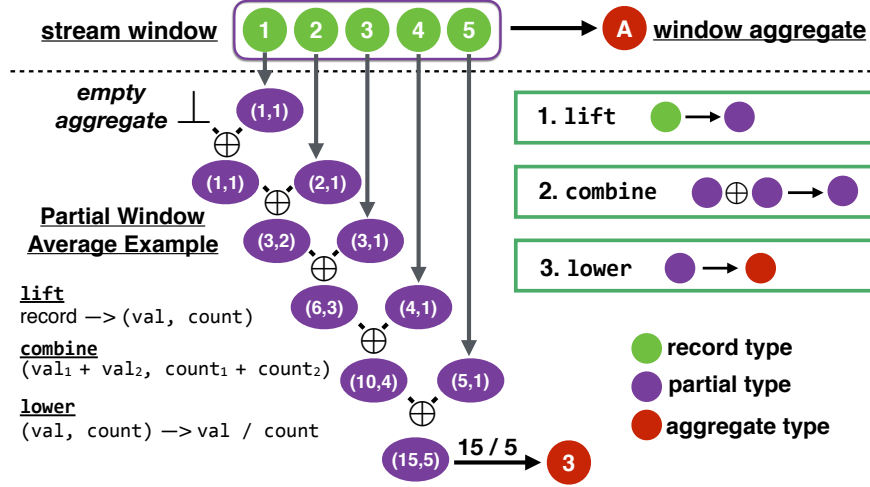 stream window 1 2 3 4 5 A window aggregate
empty
aggregate
(1,1)
⊕
(1,1) (2,1)
⊕
(3,2) (3,1)
⊕
(6,3) (4,1)
⊕
(10,4) (5,1)
⊕
(15,5) 15 / 5 3
Partial Window
Average Example
lift
record —> (val, count)
combine
(val₁ + val₂, count₁ + count₂)
lower
(val, count) —> val / count
1. lift
2. combine ⊕
3. lower
record type
partial type
aggregate type